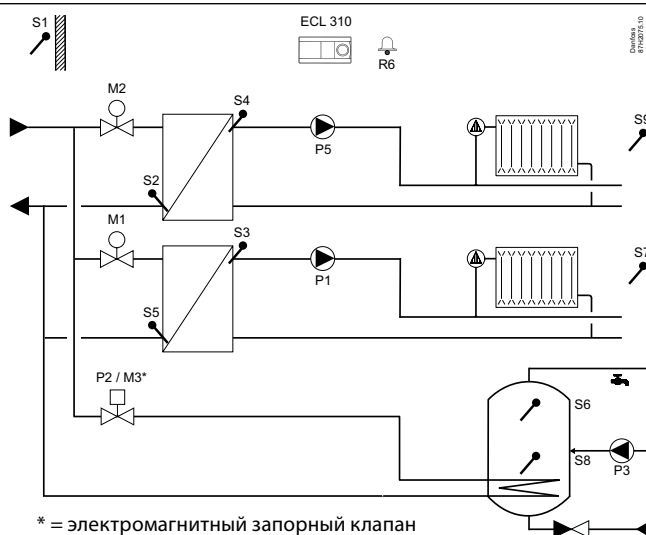 S1
ECL 310
R6
Danfoss
87H2075.10
M2
S4
P5
S9
S2
M1
S3
P1
S7
S5
P2 / M3*
S6
S8
P3
* = электромагнитный запорный клапан